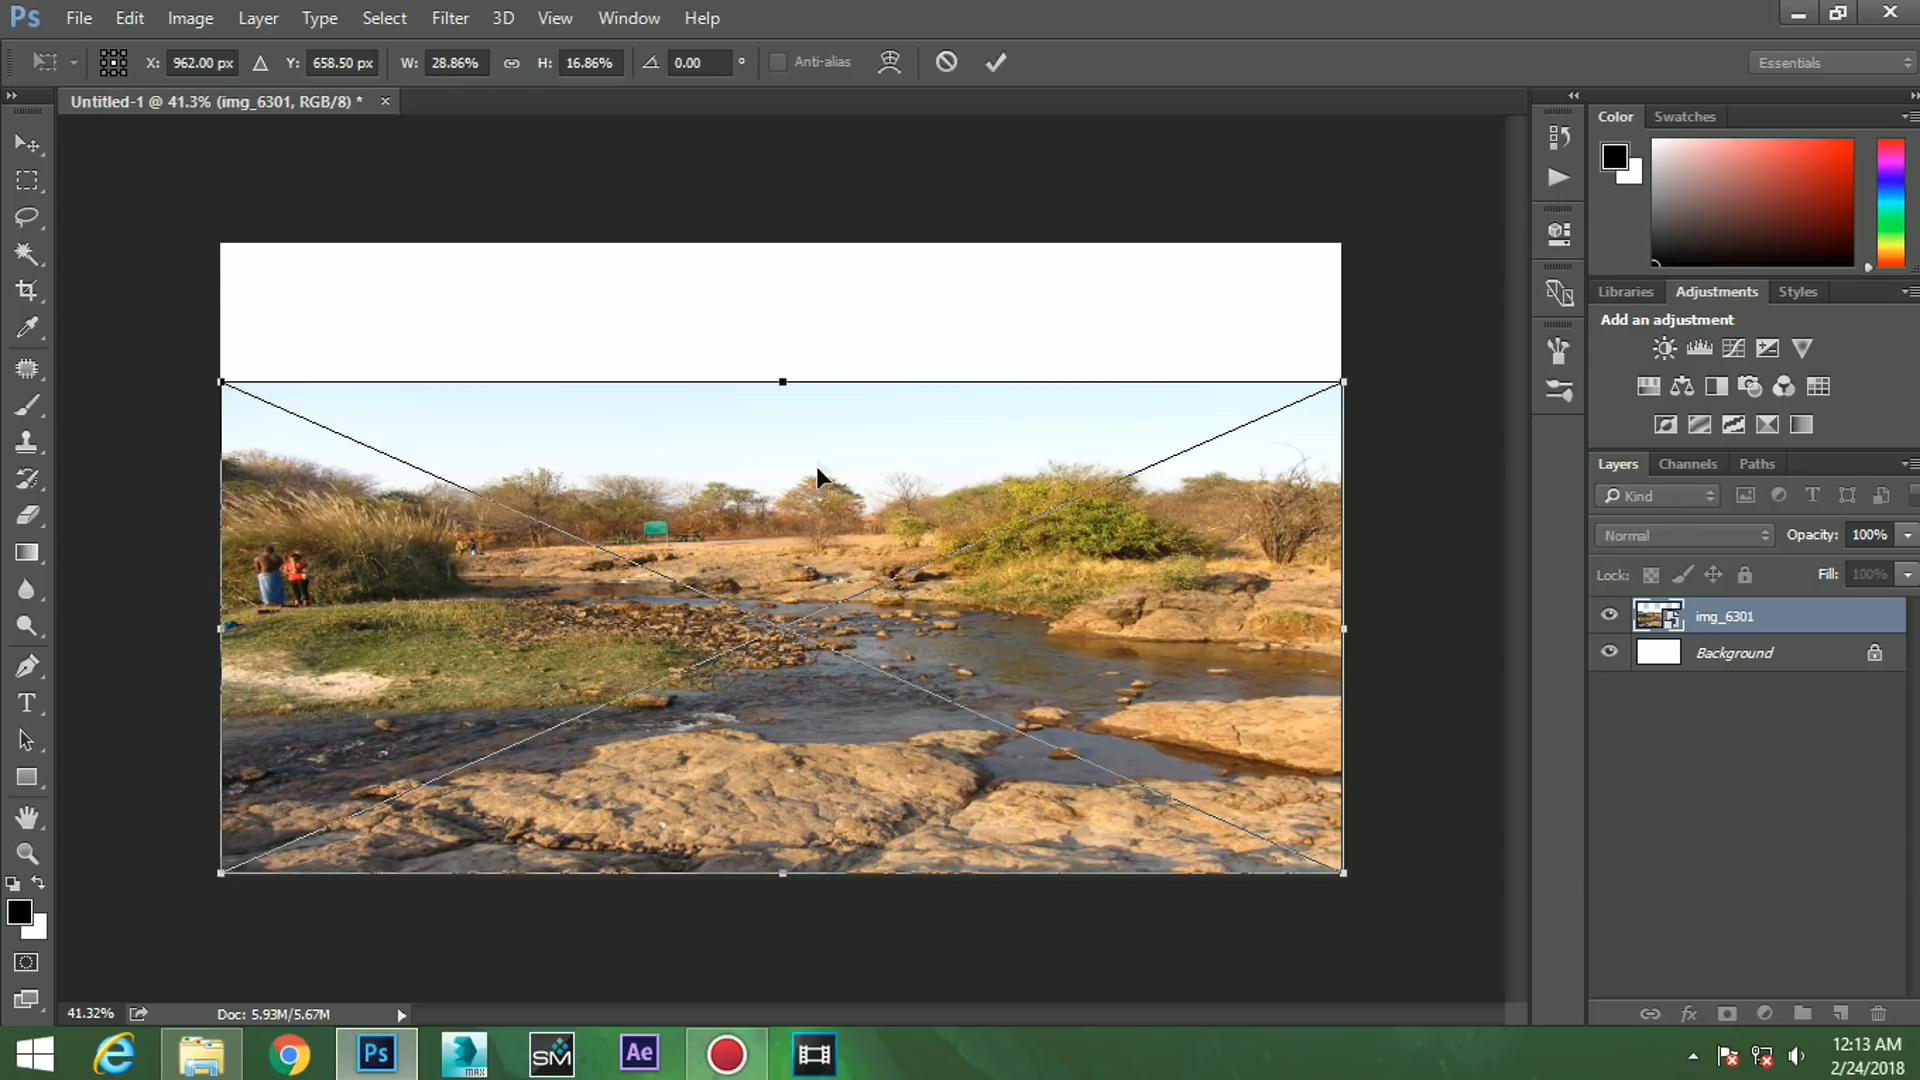 Ps File Edit Image Layer Type Select Filter 3D View Window Help
X: 962.00 px Y: 658.50 px W: 28.86% H: 16.86% 0.00 ° Anti-alias Essentials
Untitled-1 @ 41.3% (img_6301, RGB/8) * ×
Color Swatches
Libraries Adjustments Styles
Add an adjustment
Layers Channels Paths
Kind
Normal Opacity: 100%
Lock: Fill: 100%
img_6301
Background
41.32% Doc: 5.93M/5.67M
Ps MAX SM Ae
12:13 AM
2/24/2018